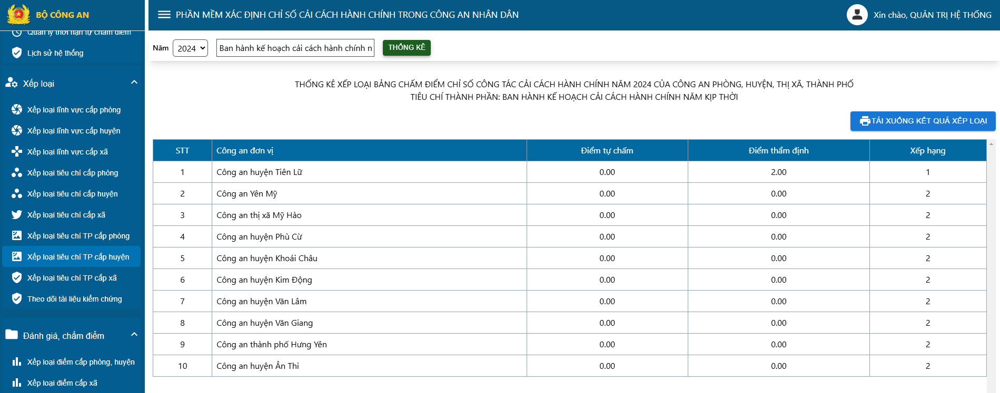 BỘ CÔNG AN
PHẦN MỀM XÁC ĐỊNH CHỈ SỐ CẢI CÁCH HÀNH CHÍNH TRONG CÔNG AN NHÂN DÂN
Xin chào, QUẢN TRỊ HỆ THỐNG
Quản lý thời hạn tự chấm điểm
Lịch sử hệ thống
Xếp loại
Xếp loại lĩnh vực cấp phòng
Xếp loại lĩnh vực cấp huyện
Xếp loại lĩnh vực cấp xã
Xếp loại tiêu chí cấp phòng
Xếp loại tiêu chí cấp huyện
Xếp loại tiêu chí cấp xã
Xếp loại tiêu chí TP cấp phòng
Xếp loại tiêu chí TP cấp huyện
Xếp loại tiêu chí TP cấp xã
Theo dõi tài liệu kiểm chứng
Đánh giá, chấm điểm
Xếp loại điểm cấp phòng, huyện
Xếp loại điểm cấp xã
Năm 2024 Ban hành kế hoạch cải cách hành chính n THỐNG KÊ
THỐNG KÊ XẾP LOẠI BẢNG CHẤM ĐIỂM CHỈ SỐ CÔNG TÁC CẢI CÁCH HÀNH CHÍNH NĂM 2024 CỦA CÔNG AN PHÒNG, HUYỆN, THỊ XÃ, THÀNH PHỐ
TIÊU CHÍ THÀNH PHẦN: BAN HÀNH KẾ HOẠCH CẢI CÁCH HÀNH CHÍNH NĂM KỊP THỜI
TẢI XUỐNG KẾT QUẢ XẾP LOẠI
STT Công an đơn vị Điểm tự chấm Điểm thẩm định Xếp hạng
1 Công an huyện Tiên Lữ 0.00 2.00 1
2 Công an Yên Mỹ 0.00 0.00 2
3 Công an thị xã Mỹ Hào 0.00 0.00 2
4 Công an huyện Phù Cừ 0.00 0.00 2
5 Công an huyện Khoái Châu 0.00 0.00 2
6 Công an huyện Kim Động 0.00 0.00 2
7 Công an huyện Văn Lâm 0.00 0.00 2
8 Công an huyện Văn Giang 0.00 0.00 2
9 Công an thành phố Hưng Yên 0.00 0.00 2
10 Công an huyện Ân Thi 0.00 0.00 2